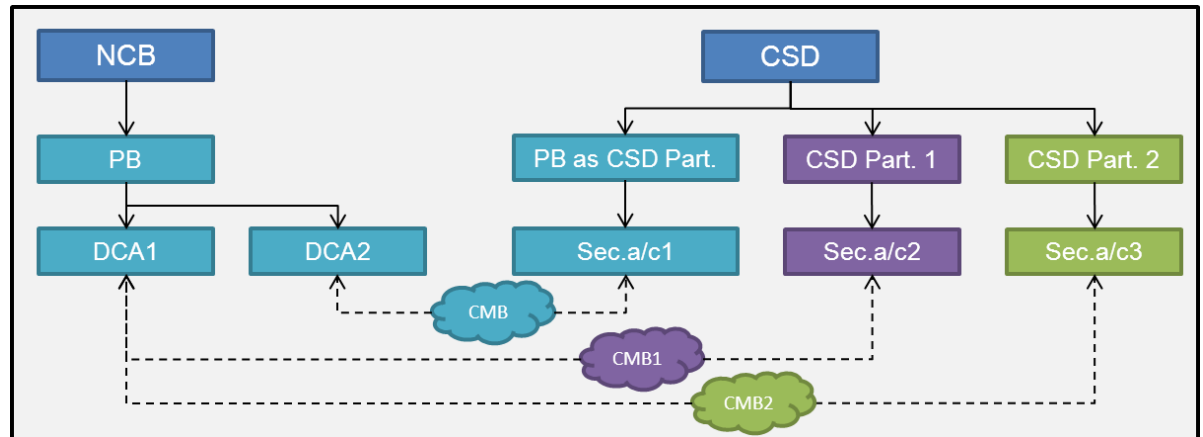 NCB
CSD
PB
PB as CSD Part.
CSD Part. 1
CSD Part. 2
DCA1
DCA2
Sec.a/c1
Sec.a/c2
Sec.a/c3
CMB
CMB1
CMB2